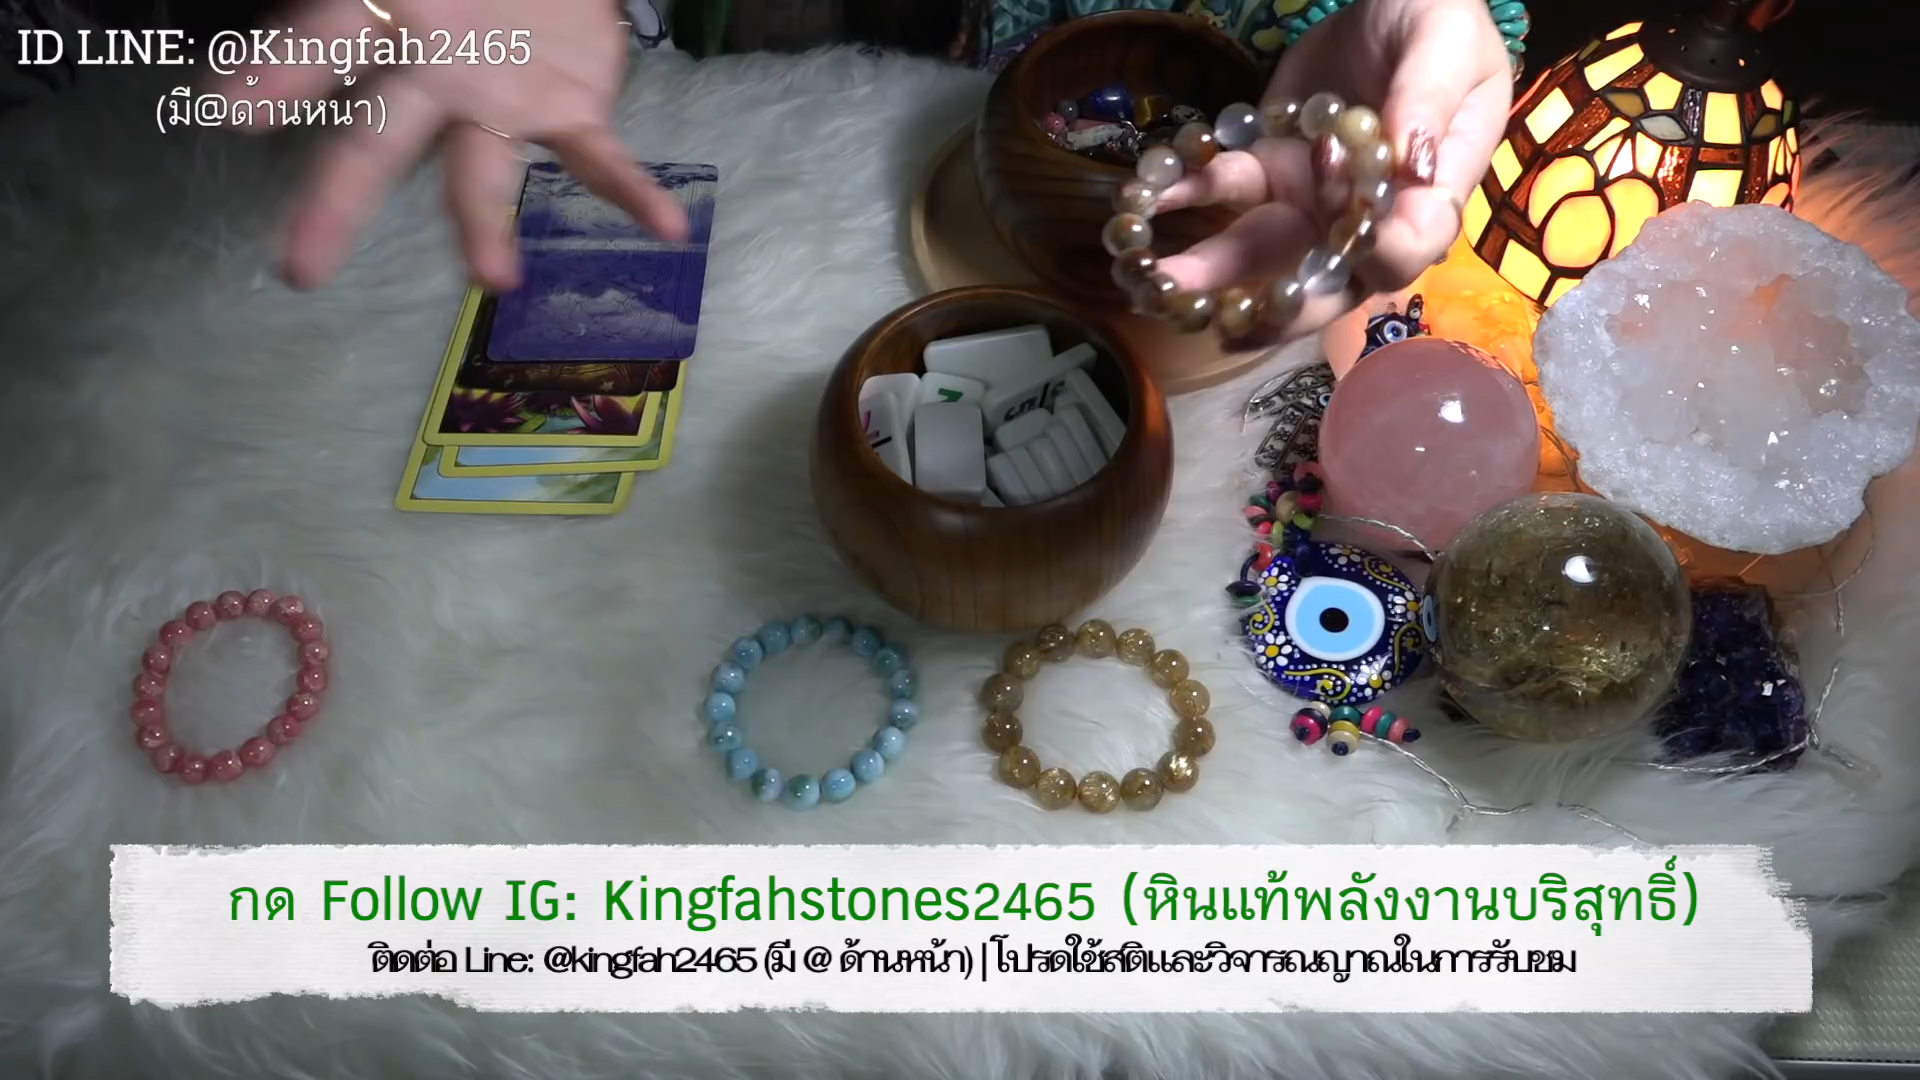 ID LINE: @Kingfah2465
(มี@ด้านหน้า)
กด Follow IG: Kingfahstones2465 (หินแท้พลังงานบริสุทธิ์)
ติดต่อ Line: @kingfah2465 (มี @ ด้านหน้า) | โปรดใช้สติและวิจารณญาณในการรับชม